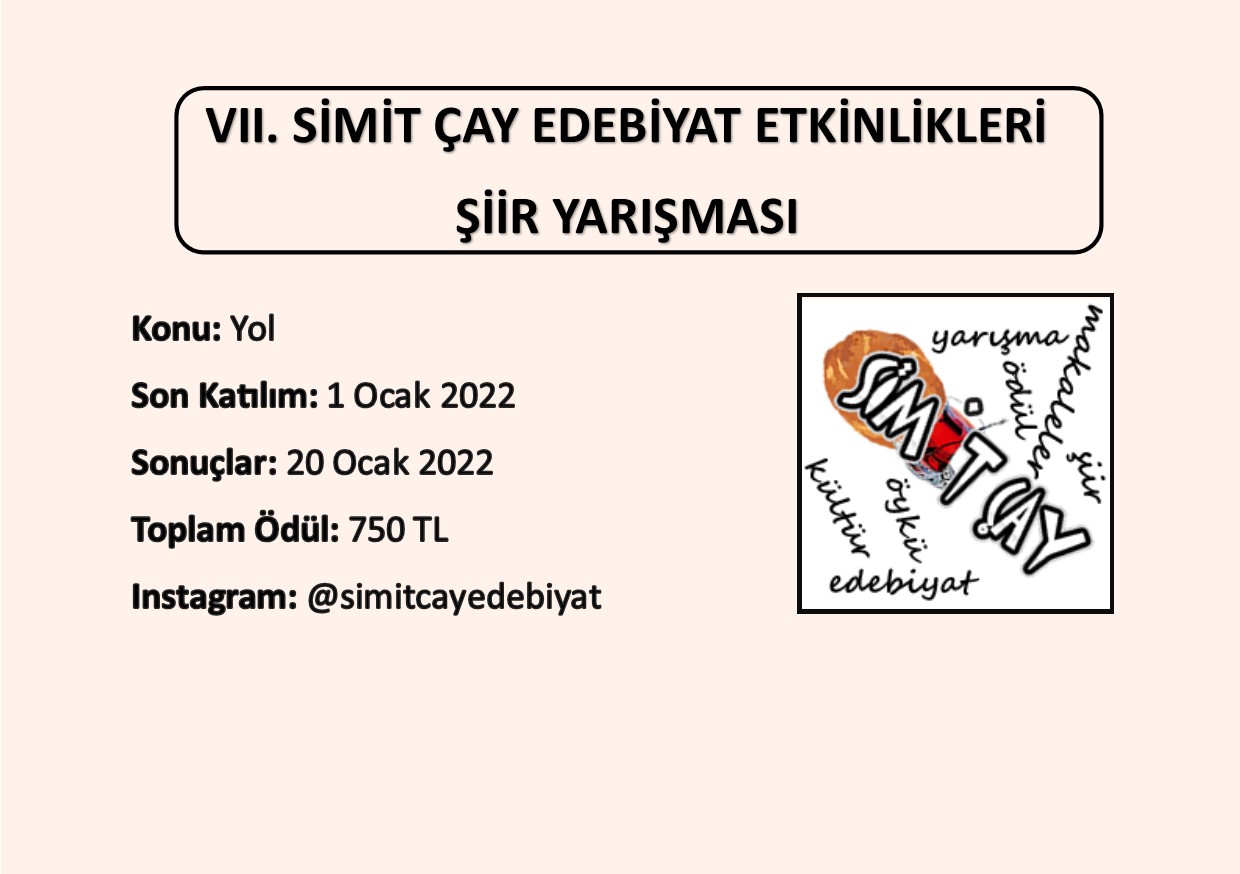 VII. SİMİT ÇAY EDEBİYAT ETKİNLİKLERİ
ŞİİR YARIŞMASI
Konu: Yol
Son Katılım: 1 Ocak 2022
Sonuçlar: 20 Ocak 2022
Toplam Ödül: 750 TL
Instagram: @simitcayedebiyat
yarışma
makaleler
ödül
şiir
SİMİT ÇAY
kültür
öykü
edebiyat